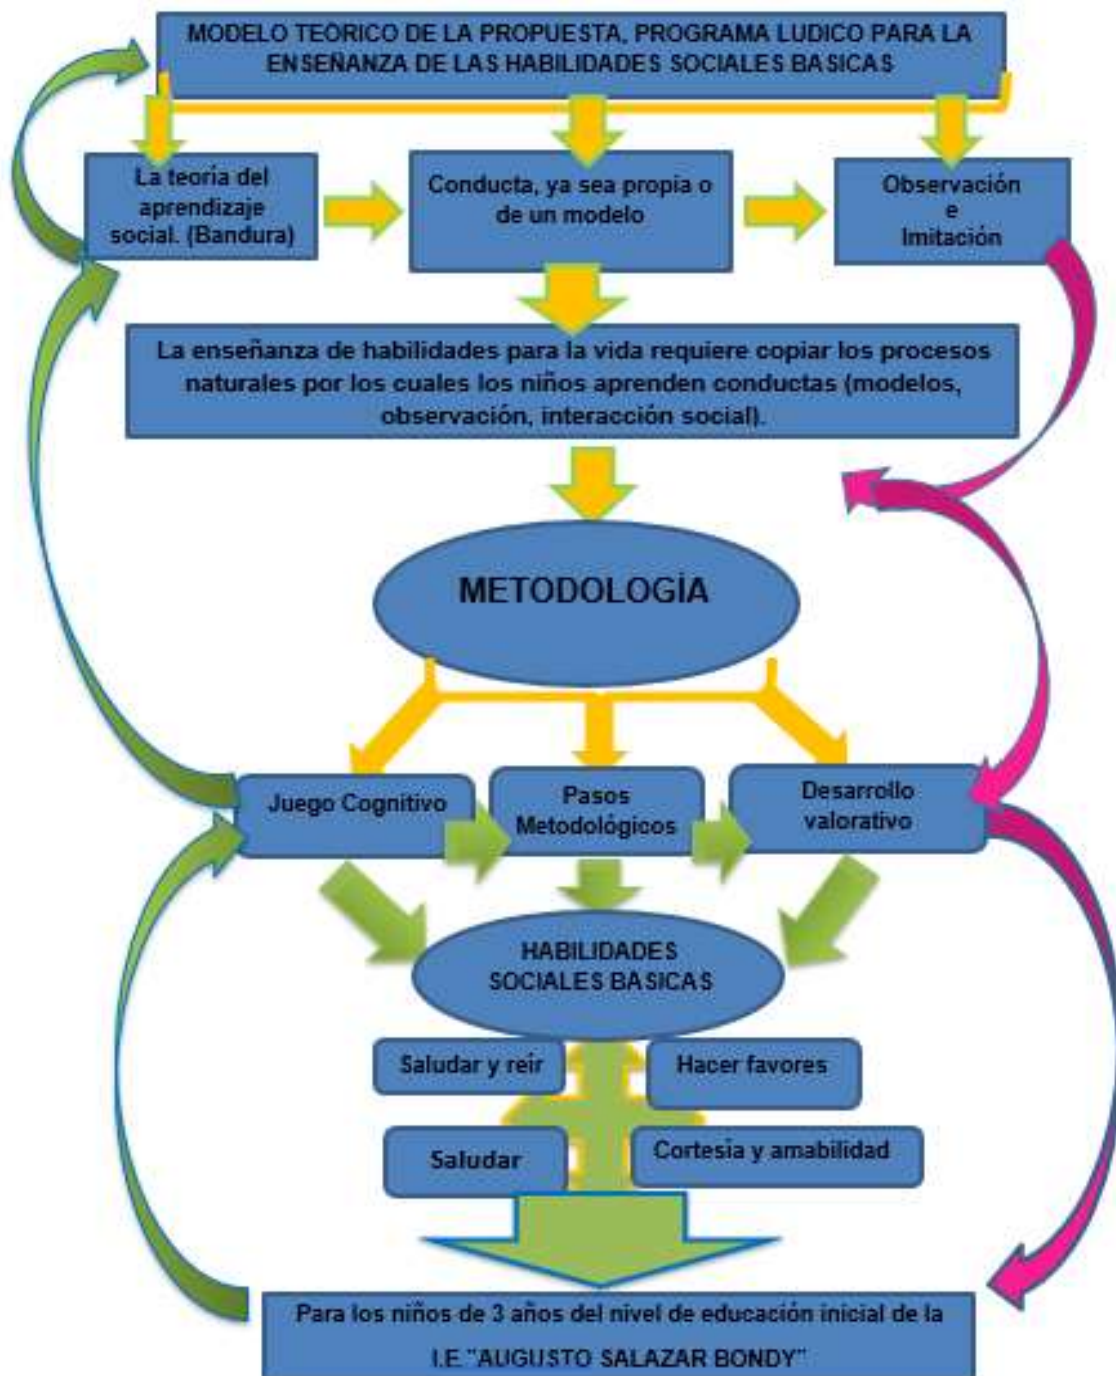 MODELO TEÒRICO DE LA PROPUESTA, PROGRAMA LUDICO PARA LA
ENSEÑANZA DE LAS HABILIDADES SOCIALES BASICAS
La teoría del
aprendizaje
social. (Bandura)
Conducta, ya sea propia o
de un modelo
Observación
e
Imitación
La enseñanza de habilidades para la vida requiere copiar los procesos
naturales por los cuales los niños aprenden conductas (modelos,
observación, interacción social).
METODOLOGÍA
Juego Cognitivo
Pasos
Metodológicos
Desarrollo
valorativo
HABILIDADES
SOCIALES BASICAS
Saludar y reír
Hacer favores
Saludar
Cortesía y amabilidad
Para los niños de 3 años del nivel de educación inicial de la
I.E."AUGUSTO SALAZAR BONDY"